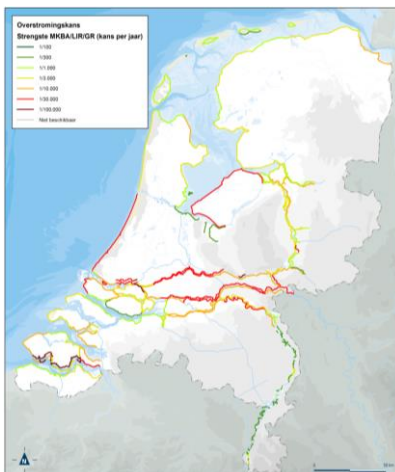 Overstromingskans
Strengste MKBA/LIR/GR (kans per jaar)
1/100
1/300
1/1.000
1/3.000
1/10.000
1/30.000
1/100.000
Niet beschikbaar
N